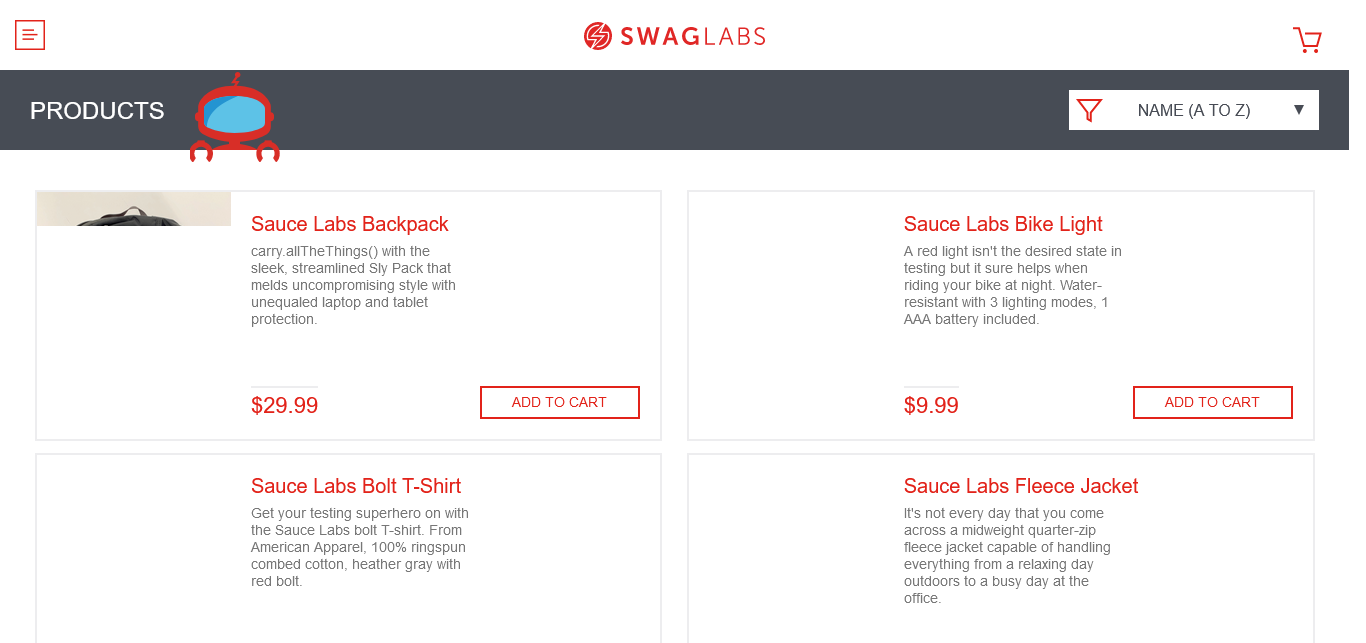 SWAGLABS
PRODUCTS
NAME (A TO Z)
Sauce Labs Backpack
carry.allTheThings() with the
sleek, streamlined Sly Pack that
melds uncompromising style with
unequaled laptop and tablet
protection.
$29.99
ADD TO CART
Sauce Labs Bike Light
A red light isn't the desired state in
testing but it sure helps when
riding your bike at night. Water-
resistant with 3 lighting modes, 1
AAA battery included.
$9.99
ADD TO CART
Sauce Labs Bolt T-Shirt
Get your testing superhero on with
the Sauce Labs bolt T-shirt. From
American Apparel, 100% ringspun
combed cotton, heather gray with
red bolt.
Sauce Labs Fleece Jacket
It's not every day that you come
across a midweight quarter-zip
fleece jacket capable of handling
everything from a relaxing day
outdoors to a busy day at the
office.